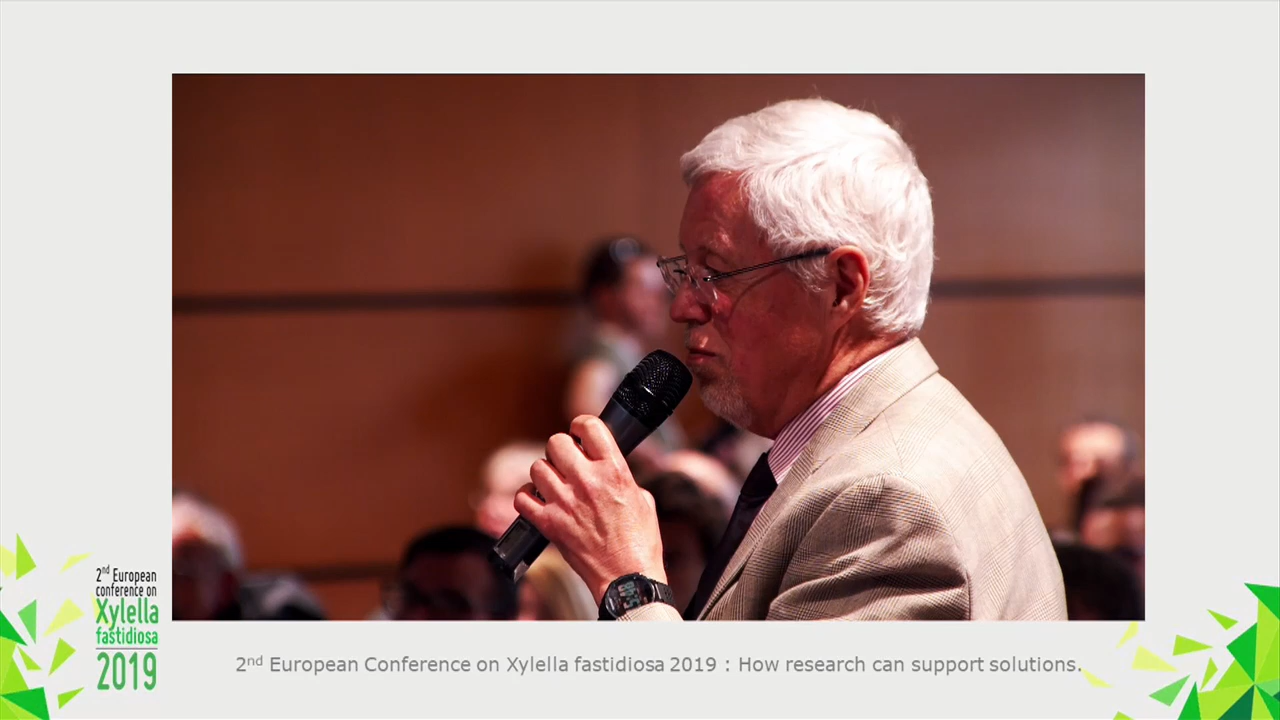 2nd European
conference on
Xylella
fastidiosa
2019
2nd European Conference on Xylella fastidiosa 2019 : How research can support solutions.